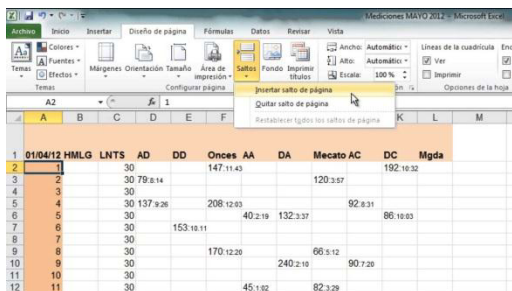 Mediciones MAYO 2012 - Microsoft Excel
Archivo Inicio Insertar Diseño de página Fórmulas Datos Revisar Vista
Temas Colores Fuentes Efectos Márgenes Orientación Tamaño Área de impresión Saltos Fondo Imprimir títulos Ancho: Automático Alto: Automático Escala: 100 % Líneas de la cuadrícula Ver Imprimir
Temas Configurar página Opciones de la hoja
Insertar salto de página
Quitar salto de página
Restablecer todos los saltos de página
A2 fx 1
A B C D E F K L M
1 01/04/12 HMLG LNTS AD DD Onces AA DA Mecato AC DC Mgda
2 1 30 147:11.43 192:10:32
3 2 30 79:8:14 120:3:57
4 3 30
5 4 30 137:9:26 208:12:03 92:8:31
6 5 30 40:2:19 132:3:37 86:10:03
7 6 30 153:10.11
8 7 30
9 8 30 170:12:20 66:5:12
10 9 30 240:2:10 90:7:20
11 10 30
12 11 30 45:1:02 82:3:29